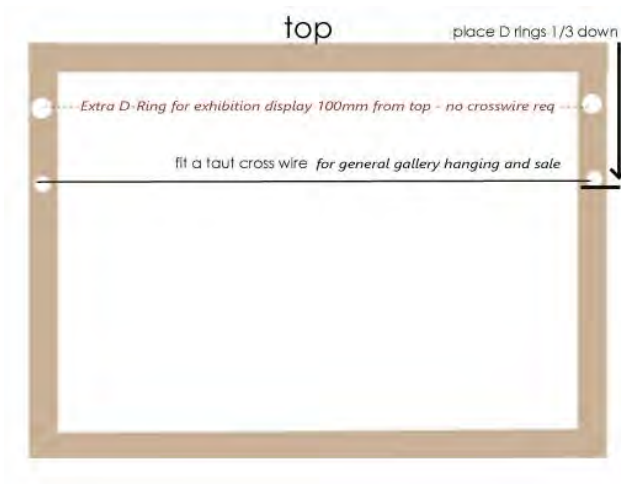 top
place D rings 1/3 down
Extra D-Ring for exhibition display 100mm from top - no crosswire req
fit a taut cross wire for general gallery hanging and sale